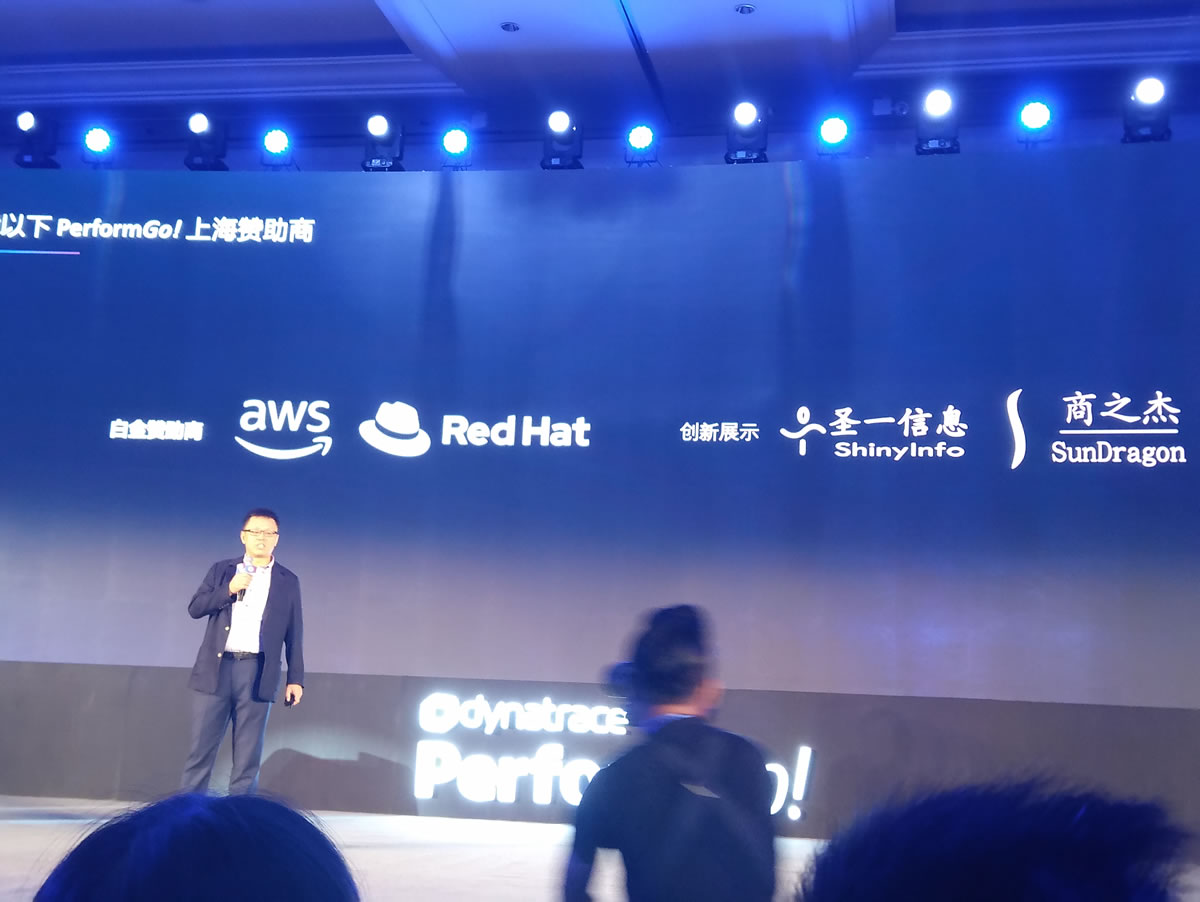 以下 PerformGo! 上海赞助商
白金赞助商
aws
Red Hat
创新展示
圣一信息
ShinyInfo
商之杰
SunDragon
dynatrace
Perfo o!